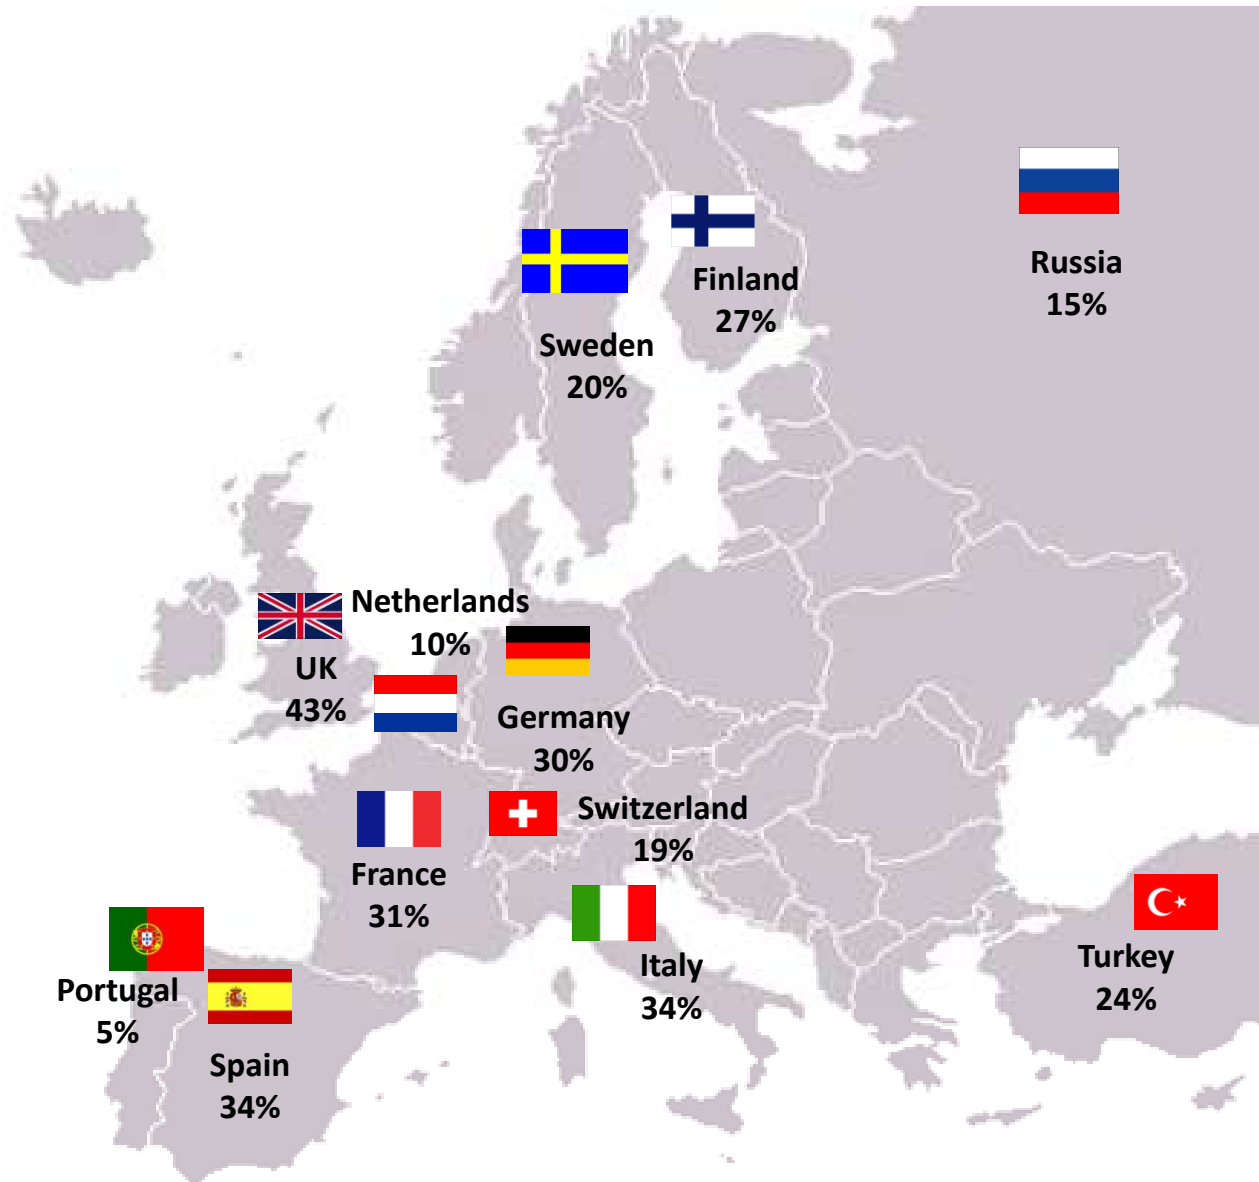 Russia
15%
Finland
27%
Sweden
20%
Netherlands
10%
UK
43%
Germany
30%
Switzerland
19%
France
31%
Italy
34%
Turkey
24%
Portugal
5%
Spain
34%